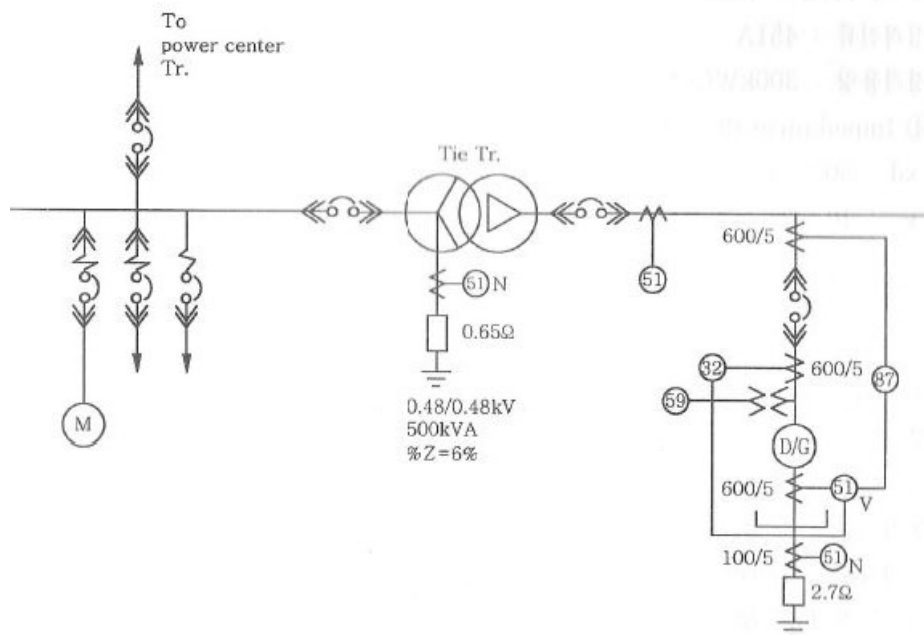 To
power center
Tr.
Tie Tr.
600/5
51
51
N
0.65Ω
32
600/5
87
59
0.48/0.48kV
500kVA
%Z=6%
M
D/G
600/5
51
V
100/5
51
N
2.7Ω